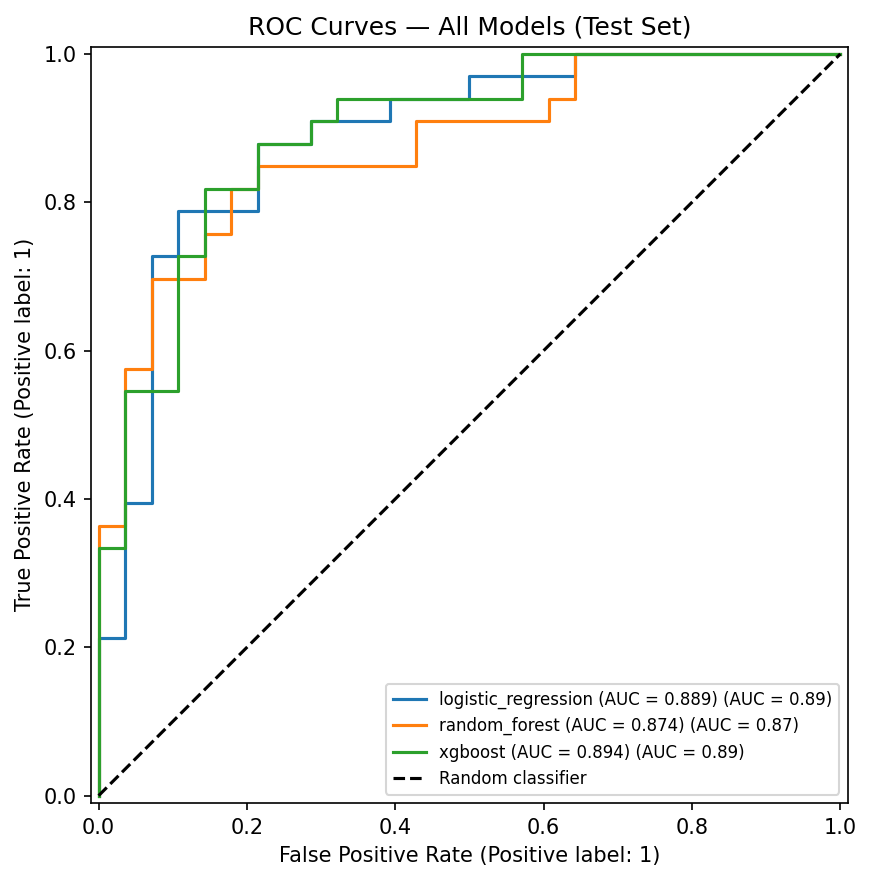 ROC Curves — All Models (Test Set)
True Positive Rate (Positive label: 1)
1.0
0.8
0.6
0.4
0.2
0.0
0.0 0.2 0.4 0.6 0.8 1.0
False Positive Rate (Positive label: 1)
logistic_regression (AUC = 0.889) (AUC = 0.89)
random_forest (AUC = 0.874) (AUC = 0.87)
xgboost (AUC = 0.894) (AUC = 0.89)
Random classifier